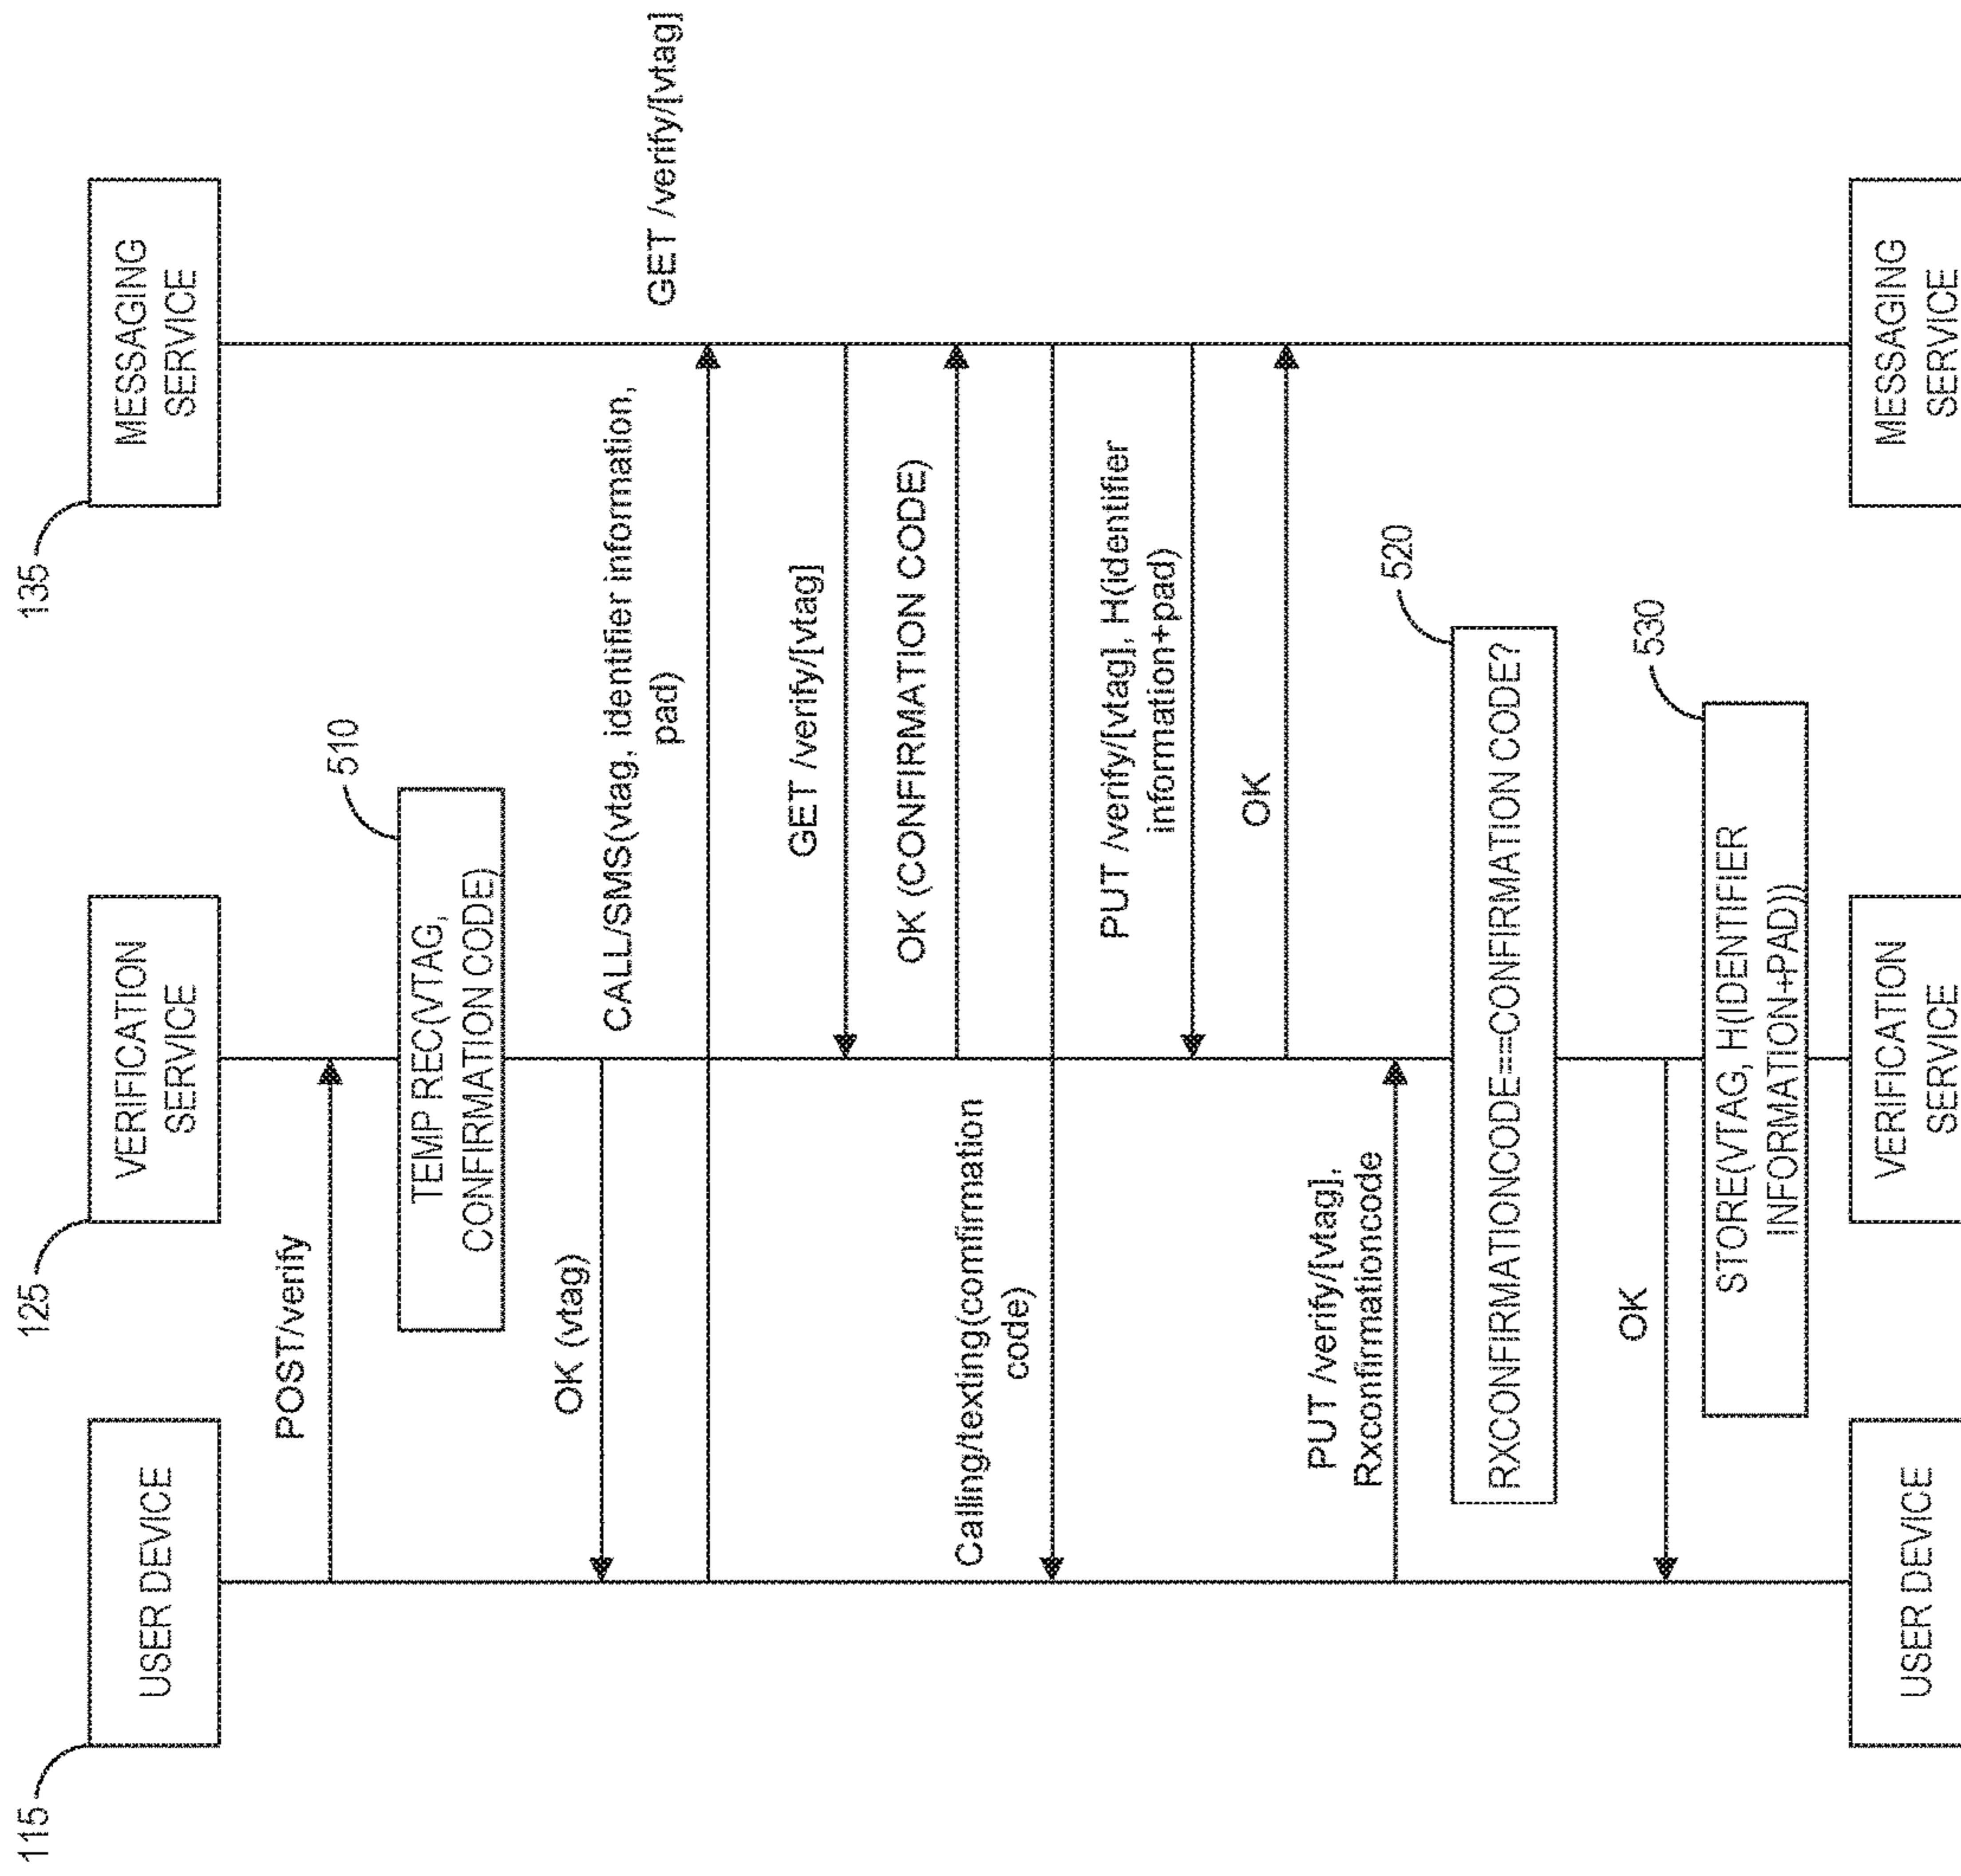 115
USER DEVICE
125
VERIFICATION
SERVICE
135
MESSAGING
SERVICE
POST/verify
510
TEMP REC(VTAG,
CONFIRMATION CODE)
OK (vtag)
CALL/SMS(vtag, identifier information,
pad)
GET /verify/[vtag]
GET /verify/[vtag]
OK (CONFIRMATION CODE)
Calling/texting(comfirmation
code)
PUT /verify/[vtag], H(identifier
information+pad)
OK
PUT /verify/[vtag],
Rxconfirmationcode
520
RXCONFIRMATIONCODE==CONFIRMATION CODE?
OK
530
STORE(VTAG, H(IDENTIFIER
INFORMATION+PAD))
USER DEVICE
VERIFICATION
SERVICE
MESSAGING
SERVICE